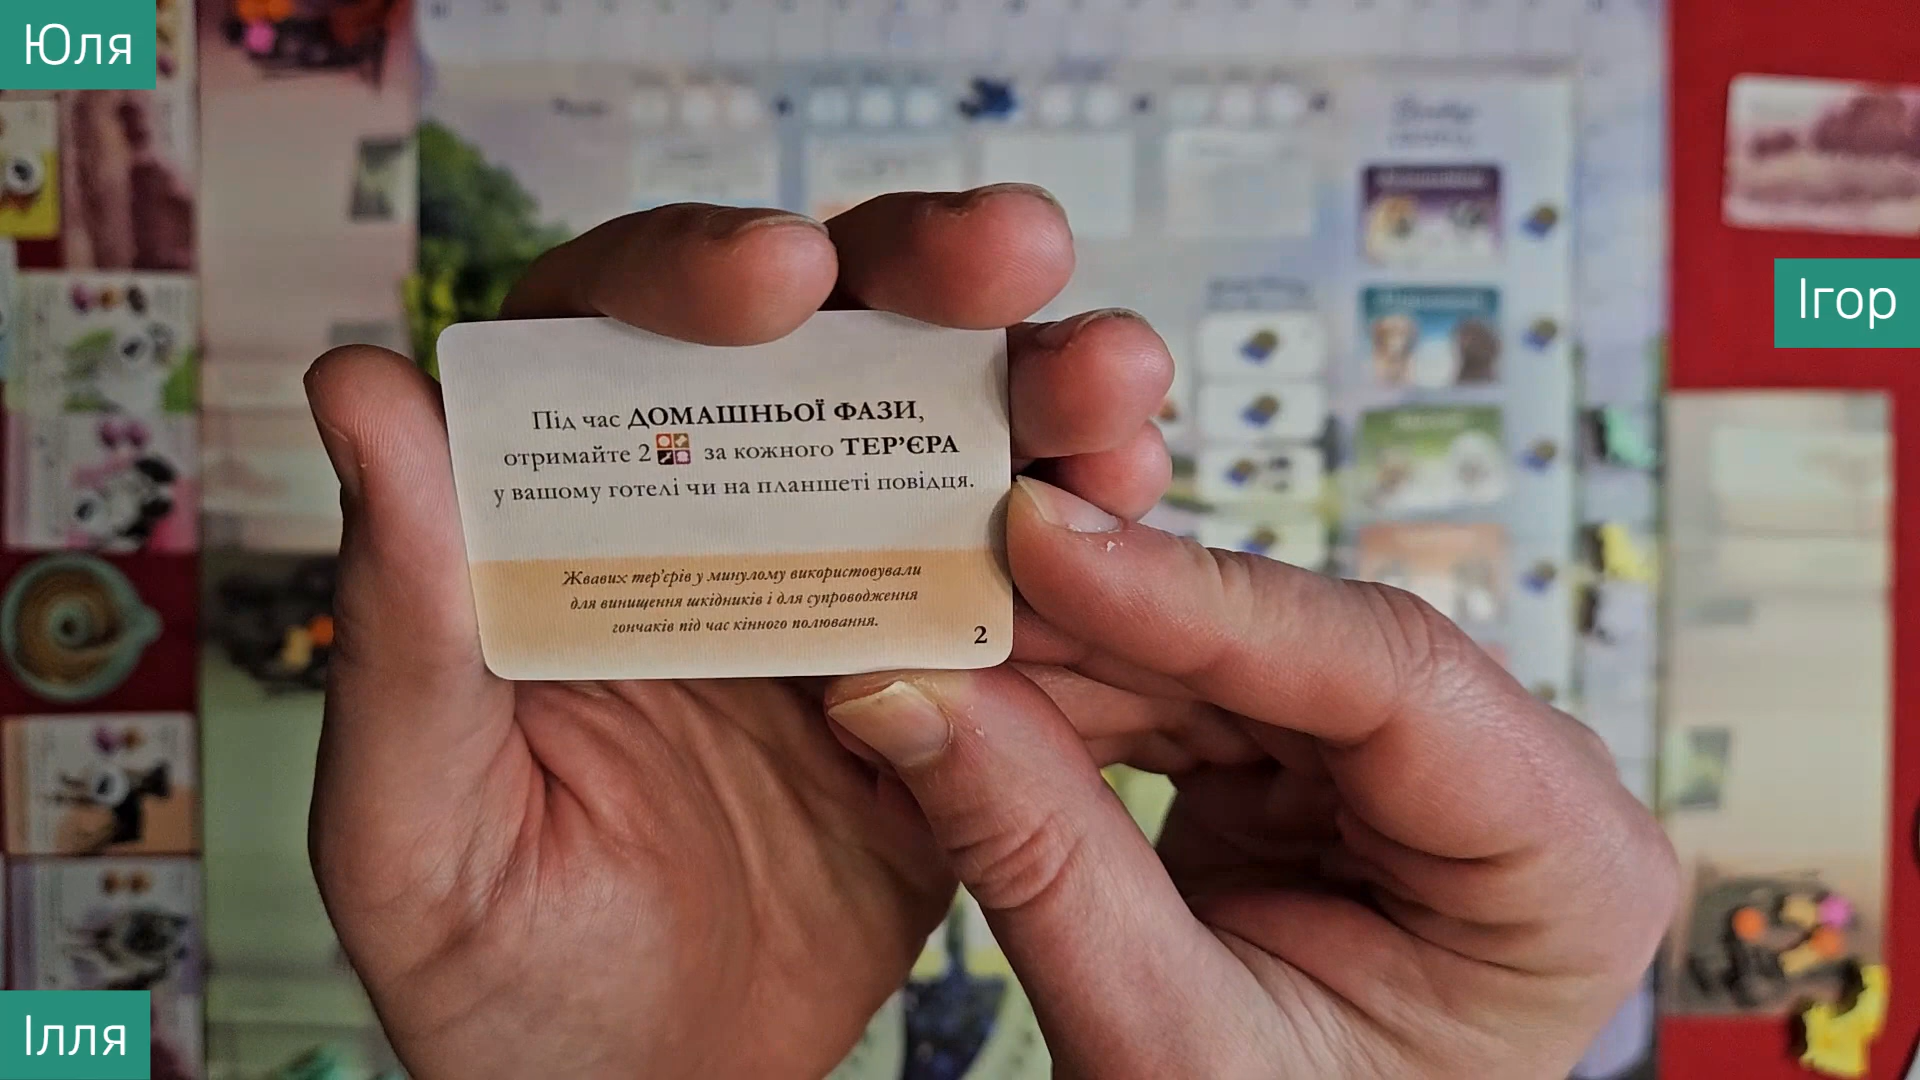 Юля
Ігор
Під час ДОМАШНЬОЇ ФАЗИ,
отримайте 2 за кожного ТЕР’ЄРА
у вашому готелі чи на планшеті повідця.
Жвавих тер’єрів у минулому використовували
для винищення шкідників і для супроводження
гончаків під час кінного полювання.
2
Ілля